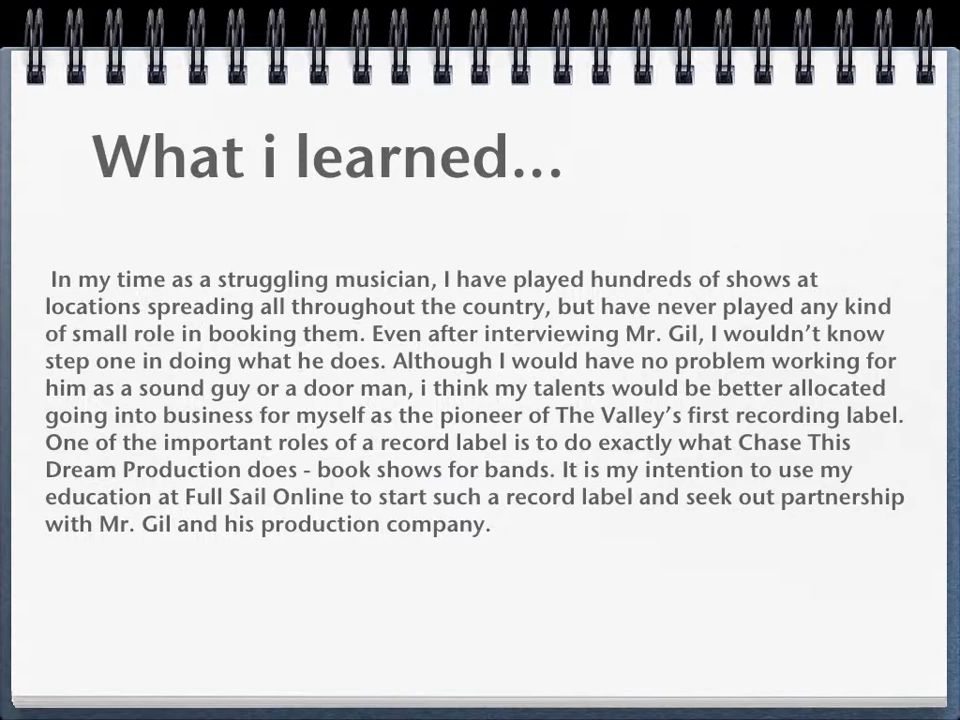 What i learned...
In my time as a struggling musician, I have played hundreds of shows at
locations spreading all throughout the country, but have never played any kind
of small role in booking them. Even after interviewing Mr. Gil, I wouldn’t know
step one in doing what he does. Although I would have no problem working for
him as a sound guy or a door man, i think my talents would be better allocated
going into business for myself as the pioneer of The Valley’s first recording label.
One of the important roles of a record label is to do exactly what Chase This
Dream Production does - book shows for bands. It is my intention to use my
education at Full Sail Online to start such a record label and seek out partnership
with Mr. Gil and his production company.